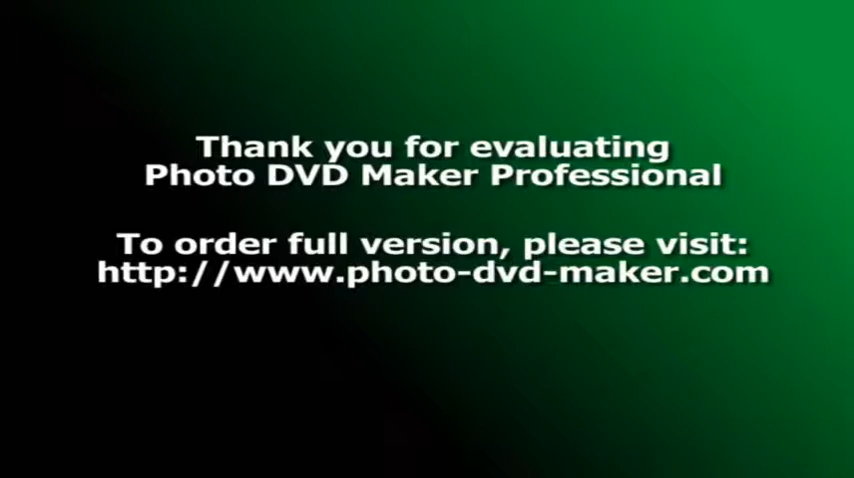 Thank you for evaluating
Photo DVD Maker Professional
To order full version, please visit:
http://www.photo-dvd-maker.com